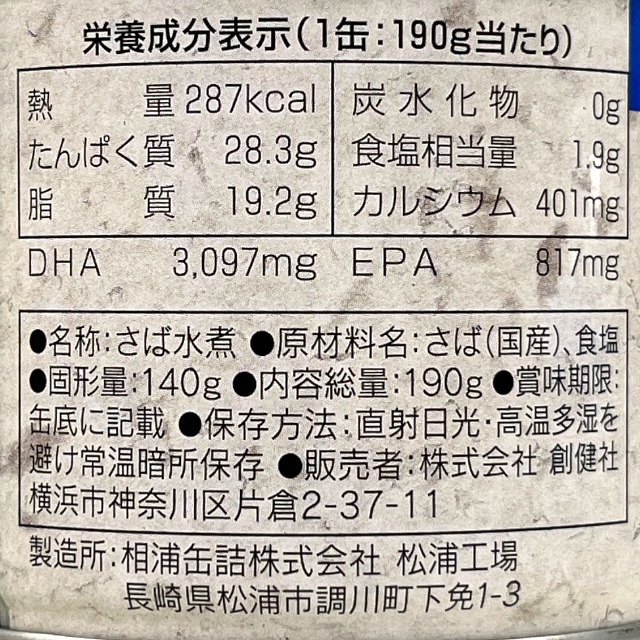 栄養成分表示(1缶:190g当たり)
熱量 287kcal 炭水化物 0g
たんぱく質 28.3g 食塩相当量 1.9g
脂質 19.2g カルシウム 401mg
DHA 3,097mg EPA 817mg
●名称:さば水煮 ●原材料名:さば(国産)、食塩
●固形量:140g ●内容総量:190g ●賞味期限:
缶底に記載 ●保存方法:直射日光・高温多湿を
避け常温暗所保存 ●販売者:株式会社 創健社
横浜市神奈川区片倉2-37-11
製造所:相浦缶詰株式会社 松浦工場
長崎県松浦市調川町下免1-3